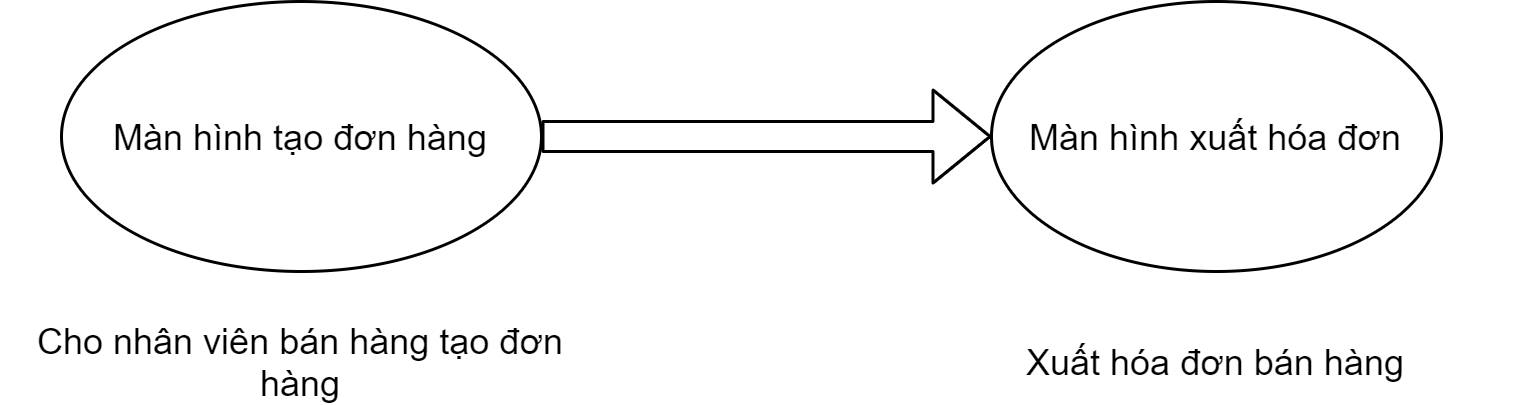 Màn hình tạo đơn hàng
Màn hình xuất hóa đơn
Cho nhân viên bán hàng tạo đơn
hàng
Xuất hóa đơn bán hàng